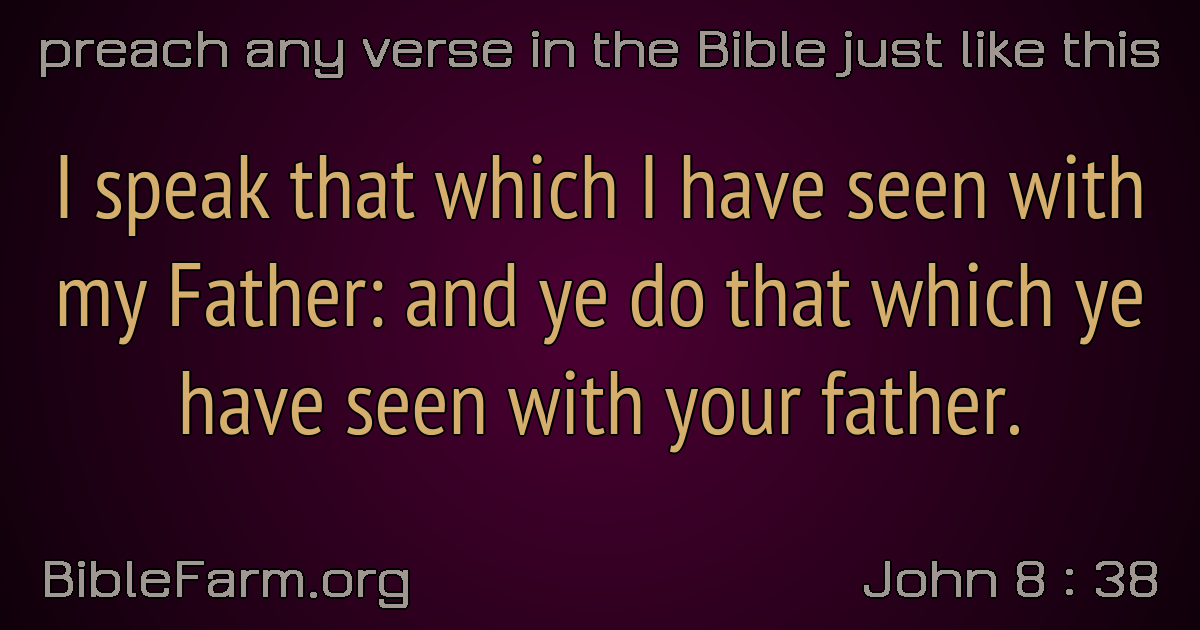 preach any verse in the Bible just like this
I speak that which I have seen with
my Father: and ye do that which ye
have seen with your father.
BibleFarm.org
John 8 : 38